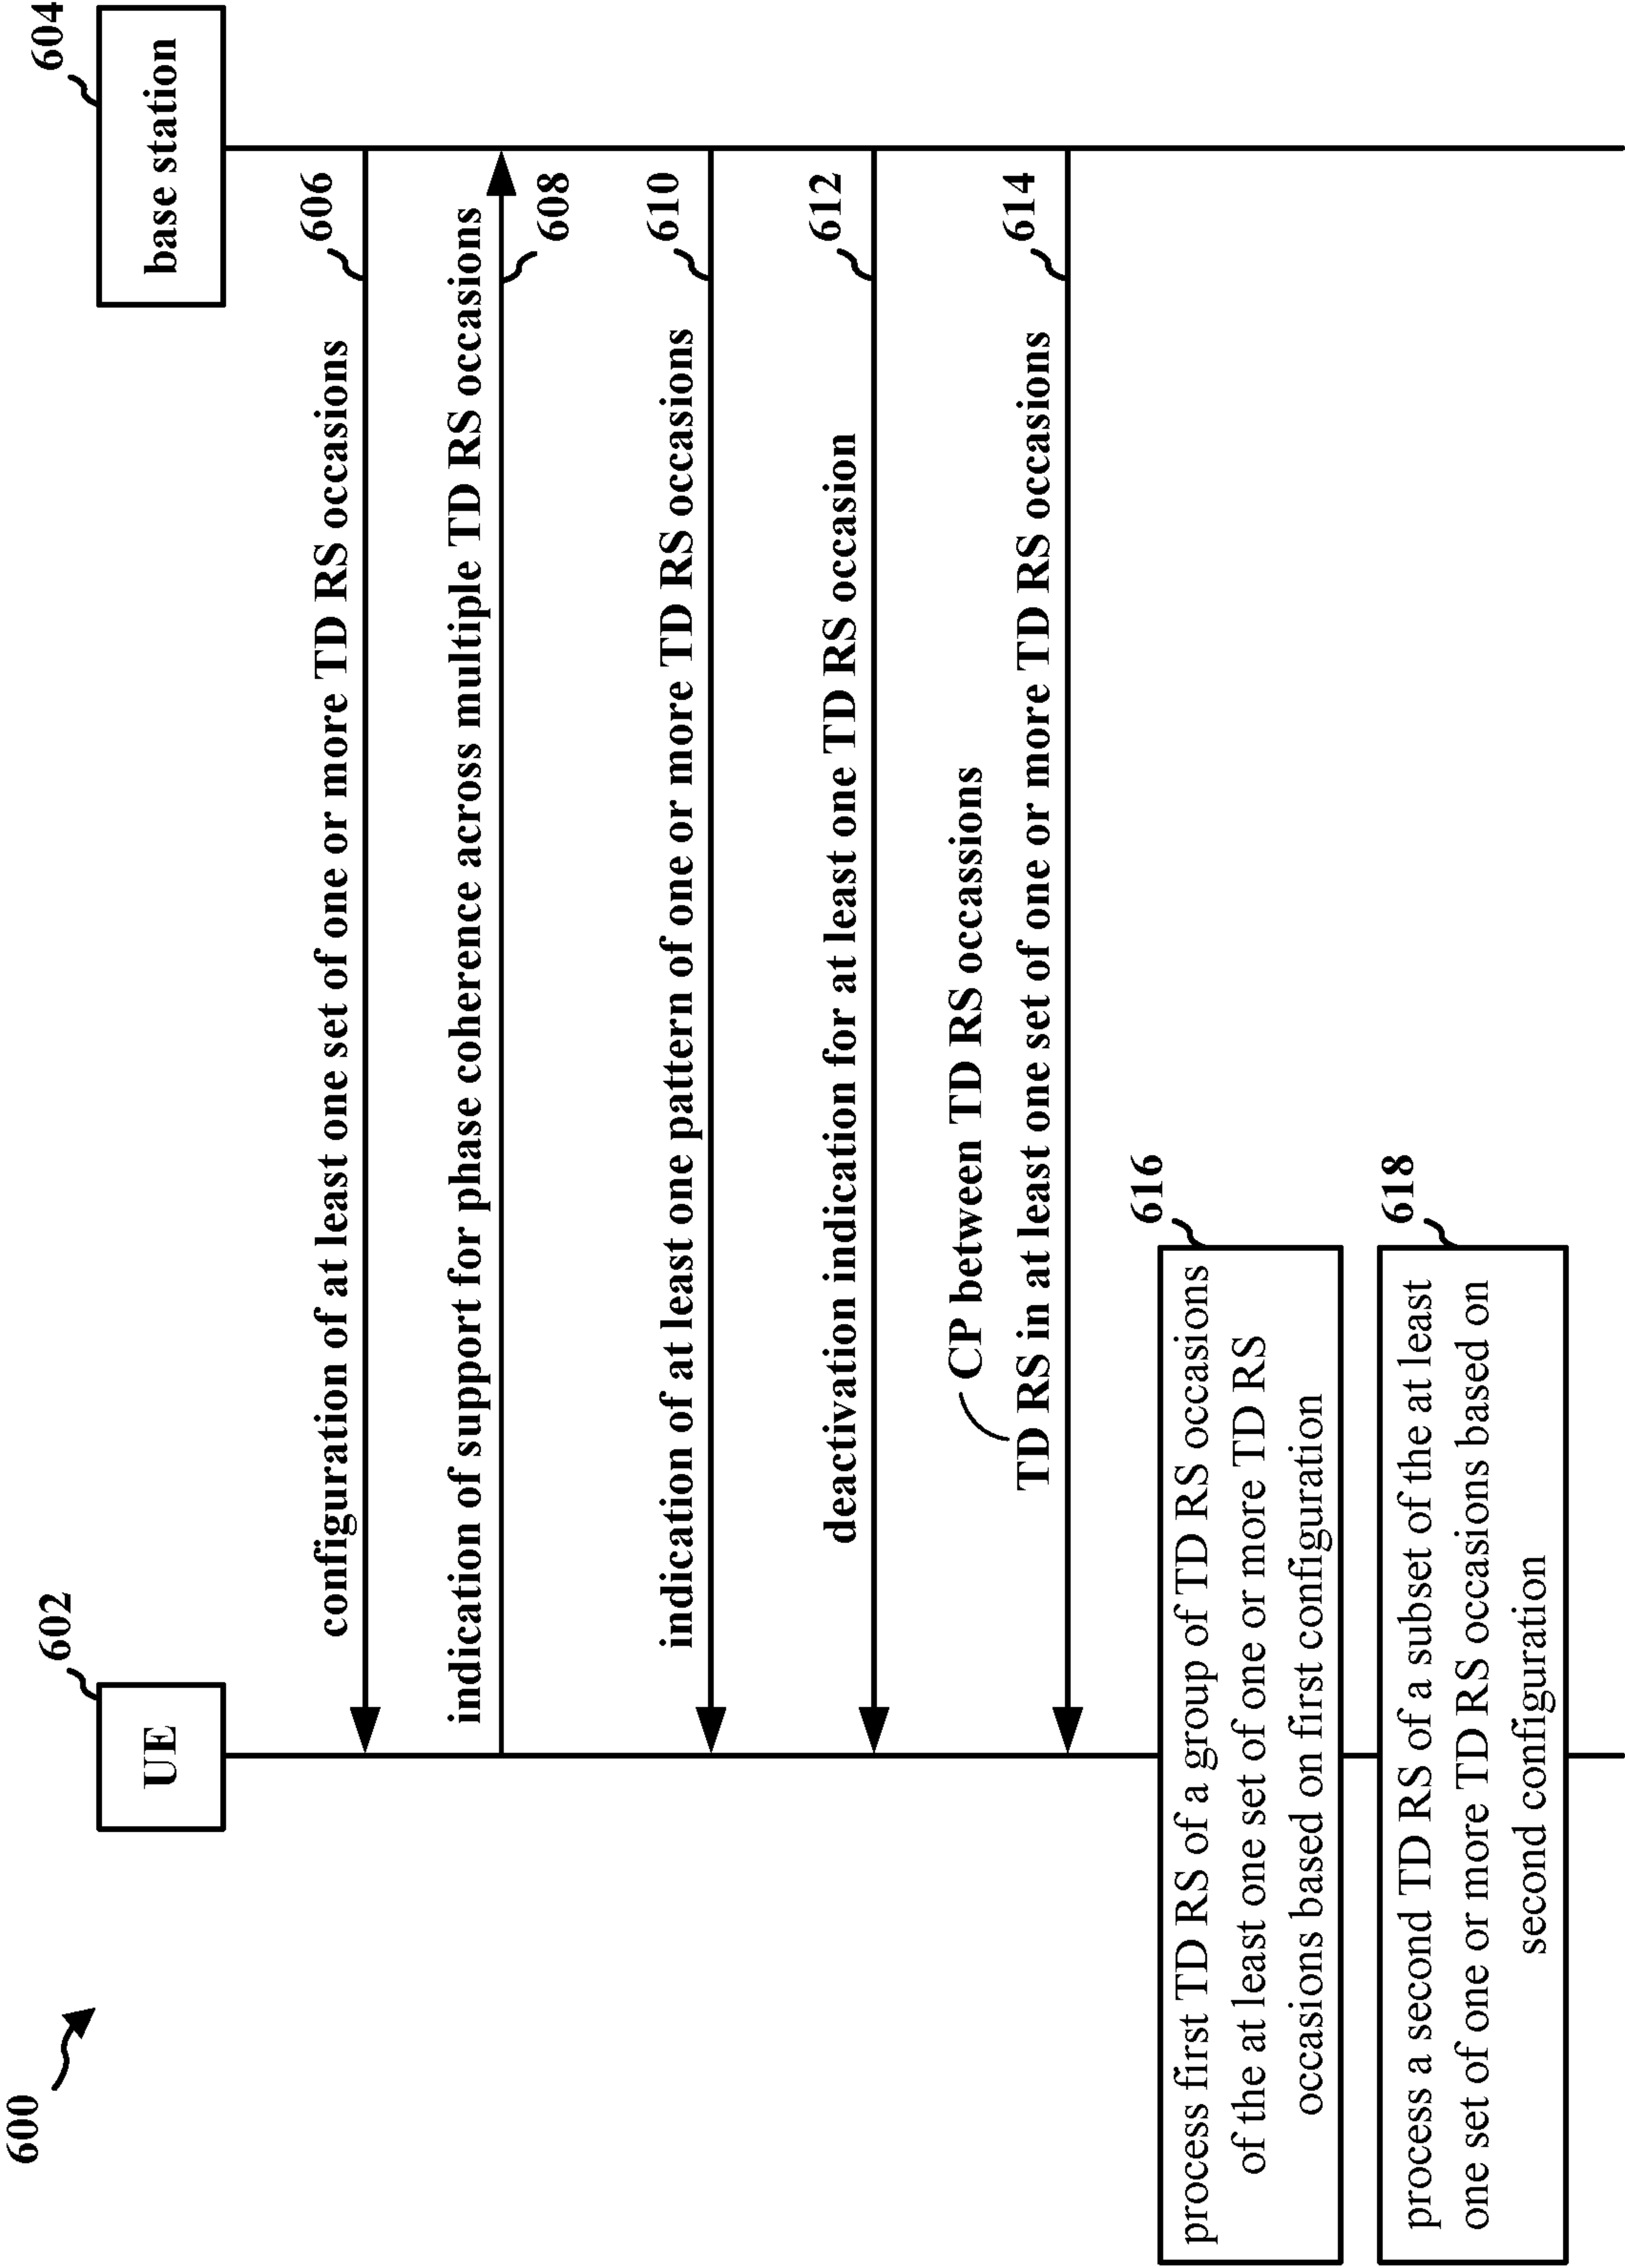 600
602
604
UE
base station
configuration of at least one set of one or more TD RS occasions
606
indication of support for phase coherence across multiple TD RS occasions
608
indication of at least one pattern of one or more TD RS occasions
610
deactivation indication for at least one TD RS occasion
612
CP between TD RS occassions
TD RS in at least one set of one or more TD RS occasions
614
616
process first TD RS of a group of TD RS occasions
of the at least one set of one or more TD RS
occasions based on first configuration
618
process a second TD RS of a subset of the at least
one set of one or more TD RS occasions based on
second configuration